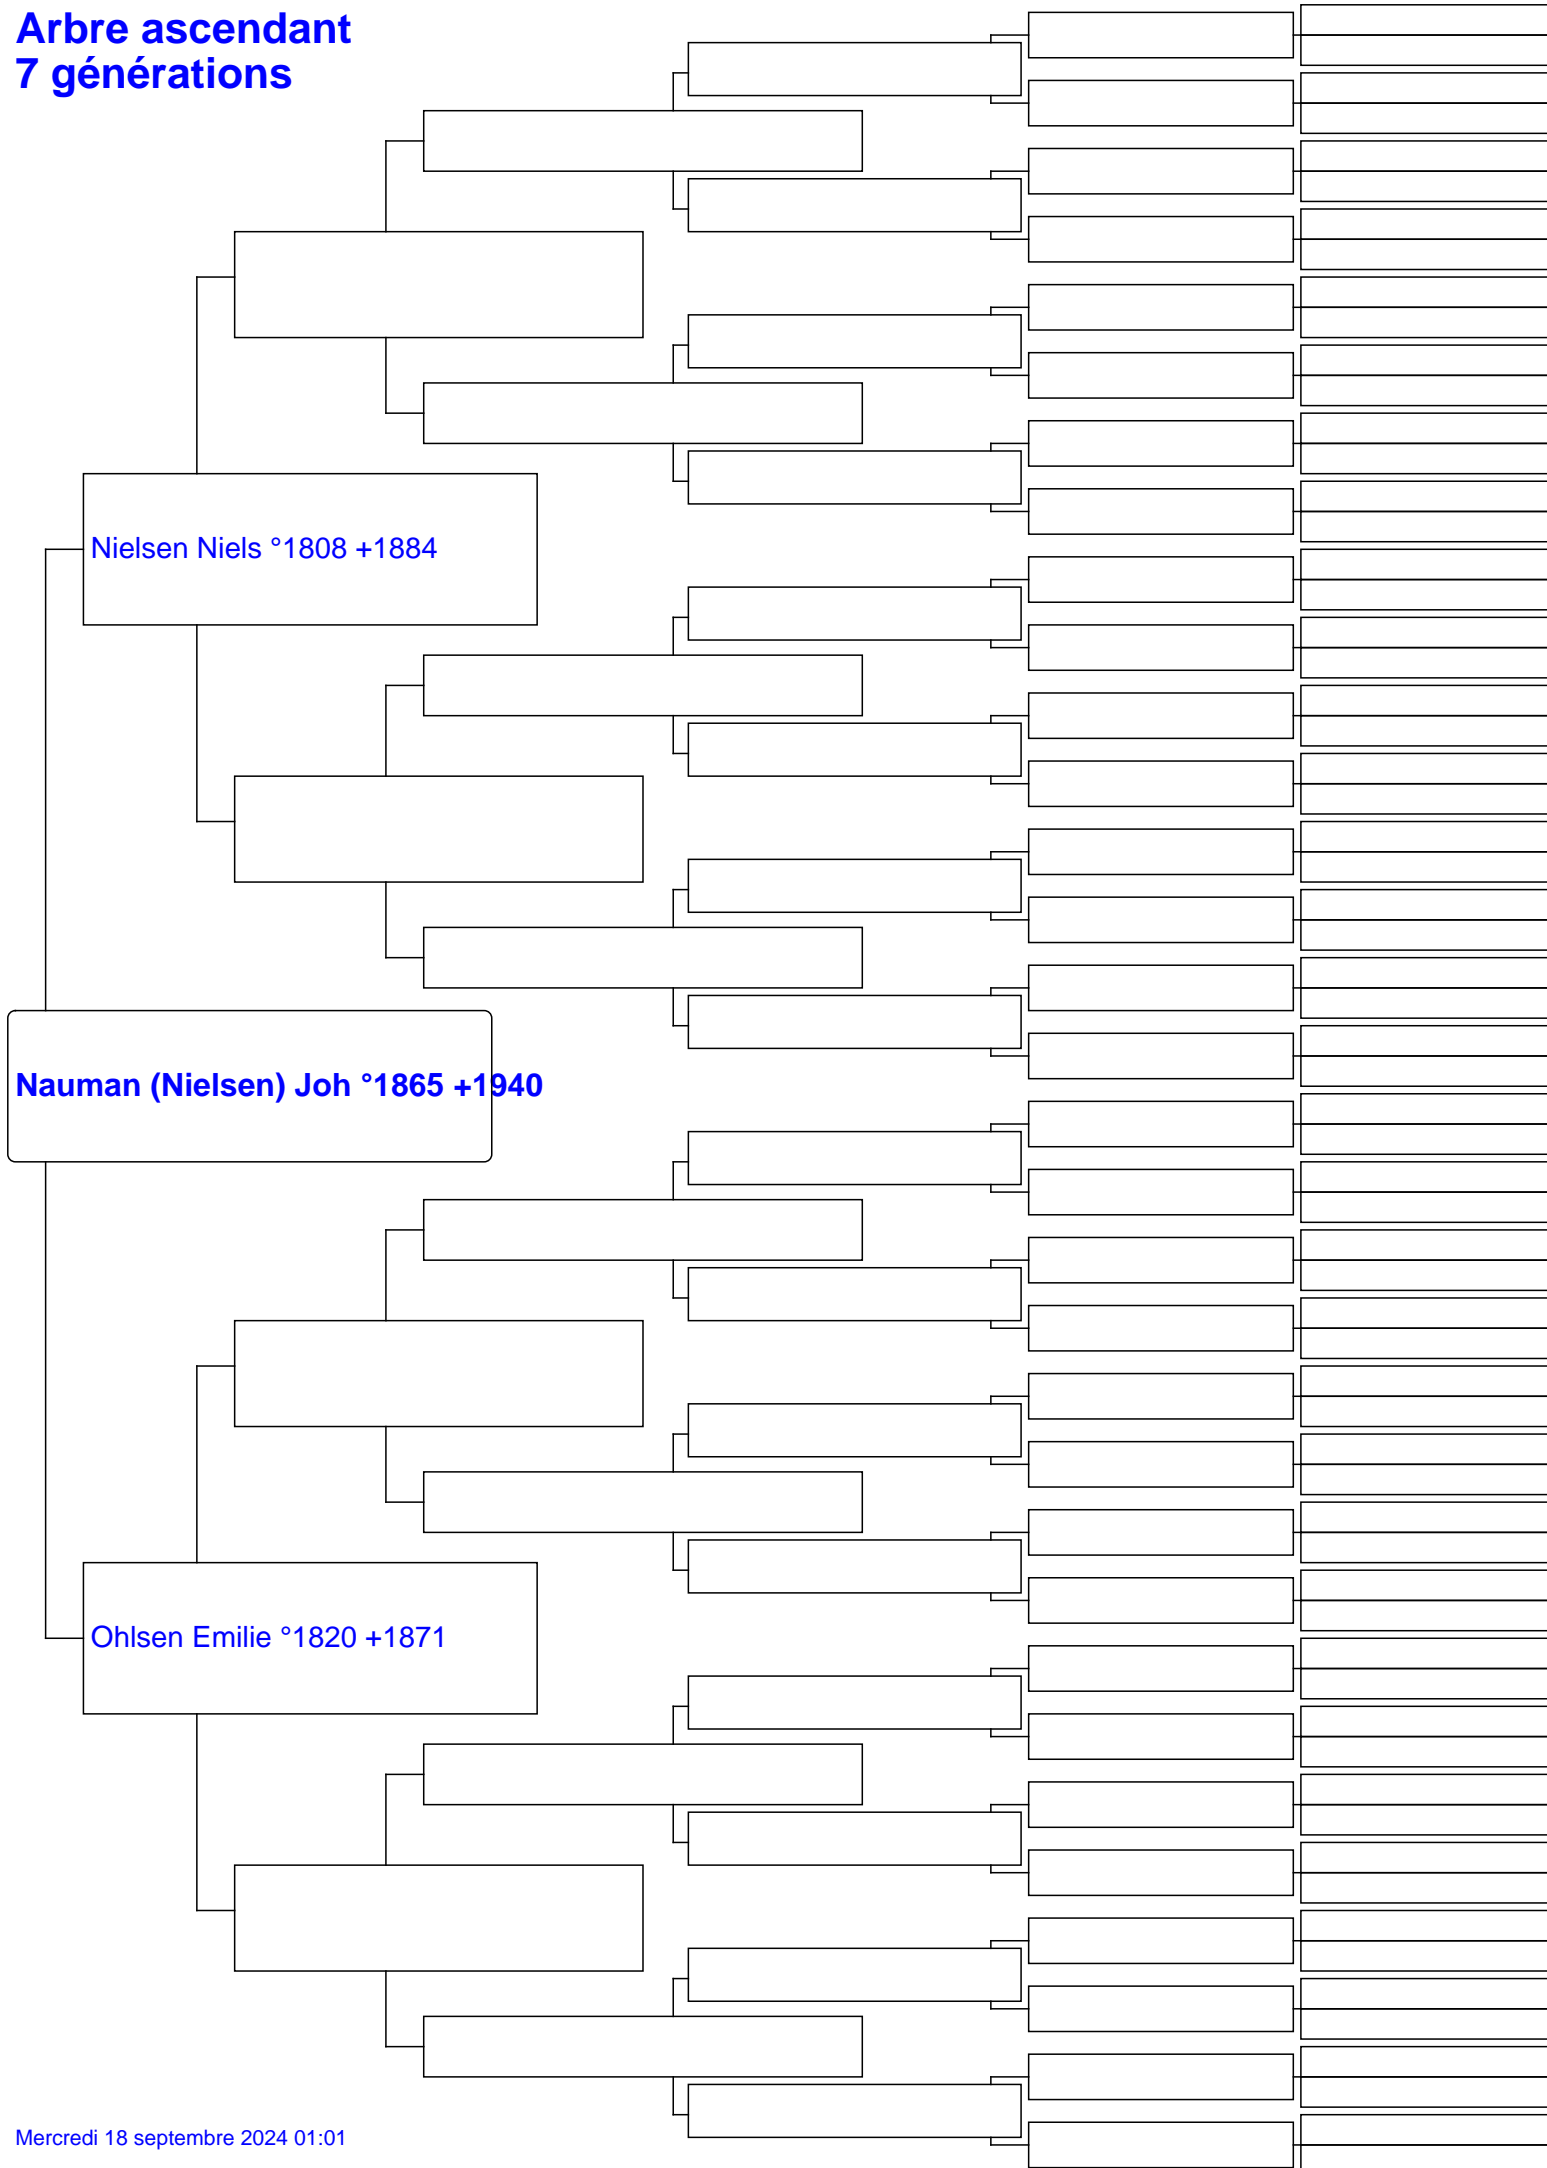 Arbre ascendant
7 générations
Nielsen Niels °1808 +1884
Nauman (Nielsen) Joh °1865 +1940
Ohlsen Emilie °1820 +1871
Mercredi 18 septembre 2024 01:01